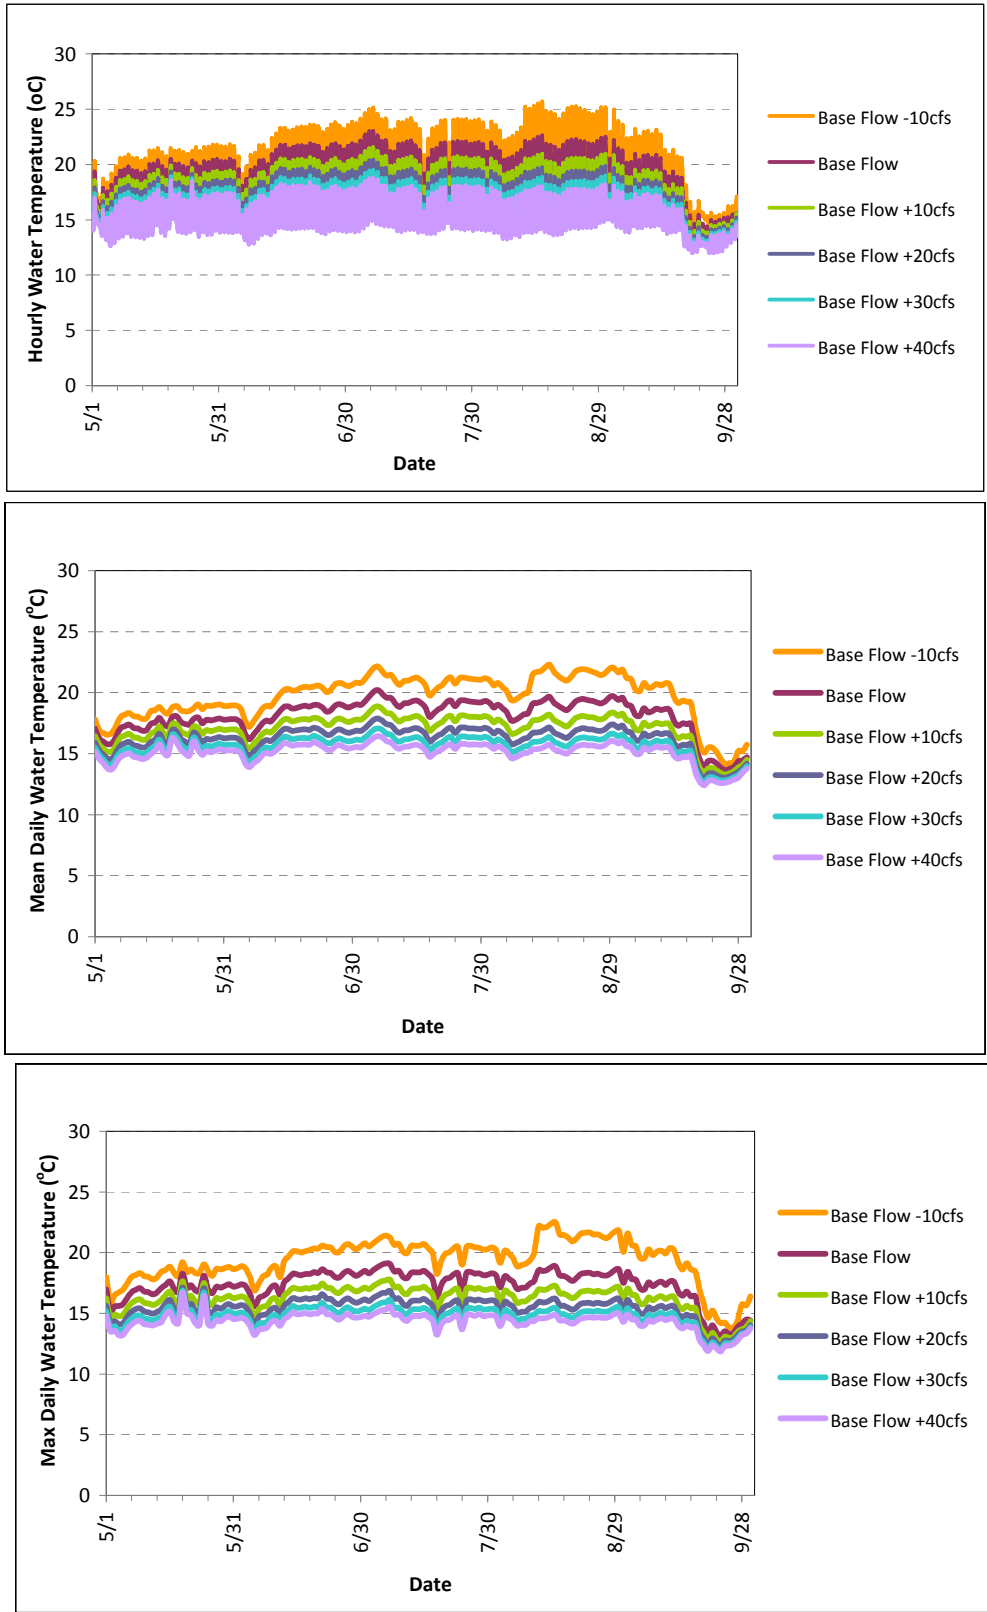 Hourly Water Temperature (oC)
30
25
20
15
10
5
0
5/1
5/31
6/30
7/30
8/29
9/28
Date
Base Flow -10cfs
Base Flow
Base Flow +10cfs
Base Flow +20cfs
Base Flow +30cfs
Base Flow +40cfs
Mean Daily Water Temperature (°C)
30
25
20
15
10
5
0
5/1
5/31
6/30
7/30
8/29
9/28
Date
Base Flow -10cfs
Base Flow
Base Flow +10cfs
Base Flow +20cfs
Base Flow +30cfs
Base Flow +40cfs
Max Daily Water Temperature (°C)
30
25
20
15
10
5
0
5/1
5/31
6/30
7/30
8/29
9/28
Date
Base Flow -10cfs
Base Flow
Base Flow +10cfs
Base Flow +20cfs
Base Flow +30cfs
Base Flow +40cfs